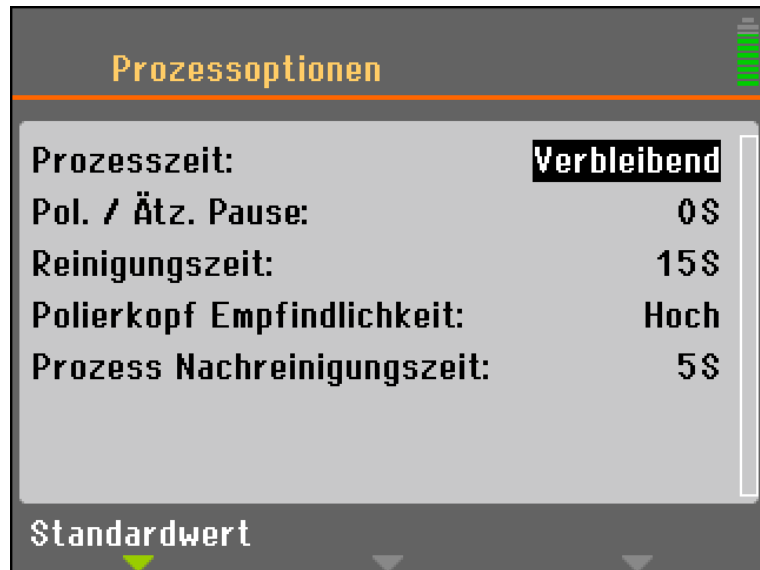 Prozessoptionen
Prozesszeit: Verbleibend
Pol. / Ätz. Pause: 0S
Reinigungszeit: 15S
Polierkopf Empfindlichkeit: Hoch
Prozess Nachreinigungszeit: 5S
Standardwert